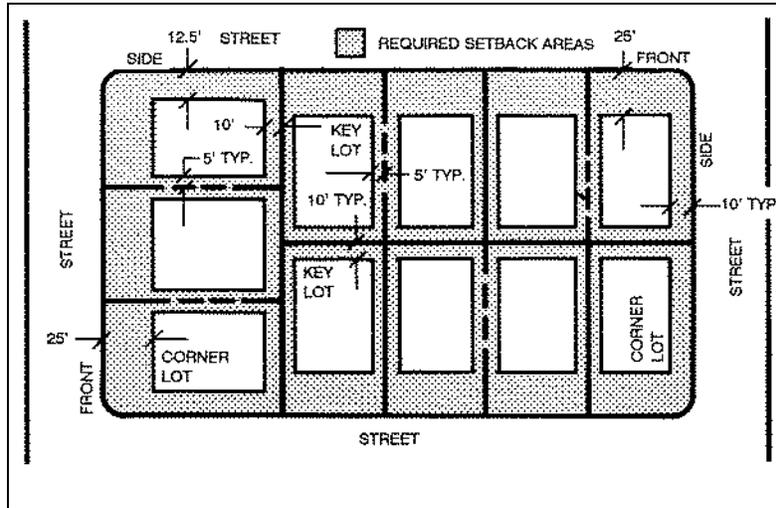 12.5'
STREET
REQUIRED SETBACK AREAS
25'
SIDE
FRONT
10'
KEY
LOT
5' TYP.
5' TYP.
10' TYP.
SIDE
10' TYP
STREET
STREET
KEY
LOT
25'
CORNER
LOT
CORNER
LOT
FRONT
STREET